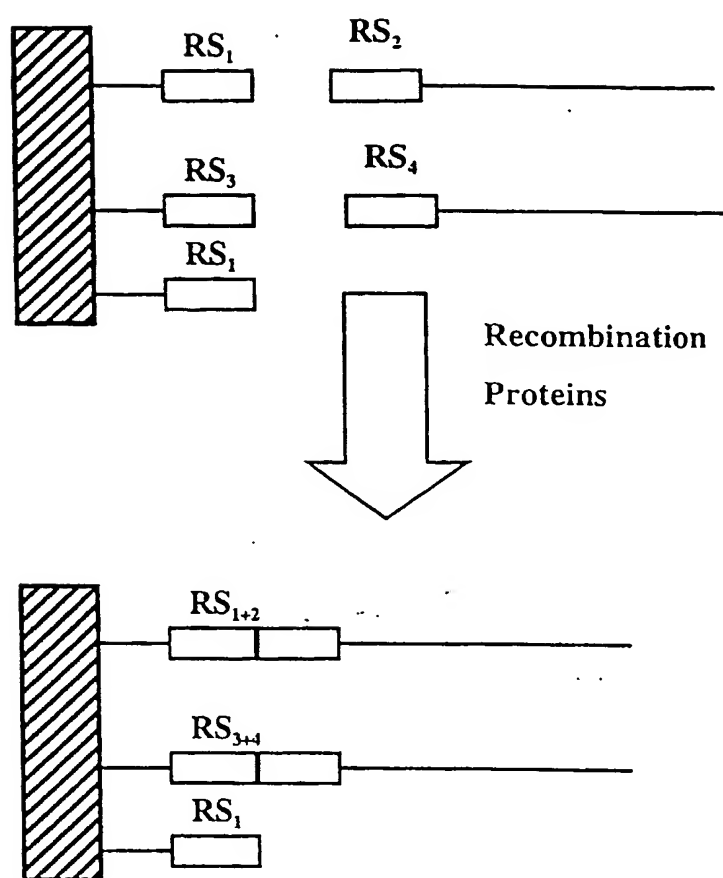 RS₁
RS₂
RS₃
RS₄
RS₁
Recombination
Proteins
RS₁₊₂
RS₃₊₄
RS₁